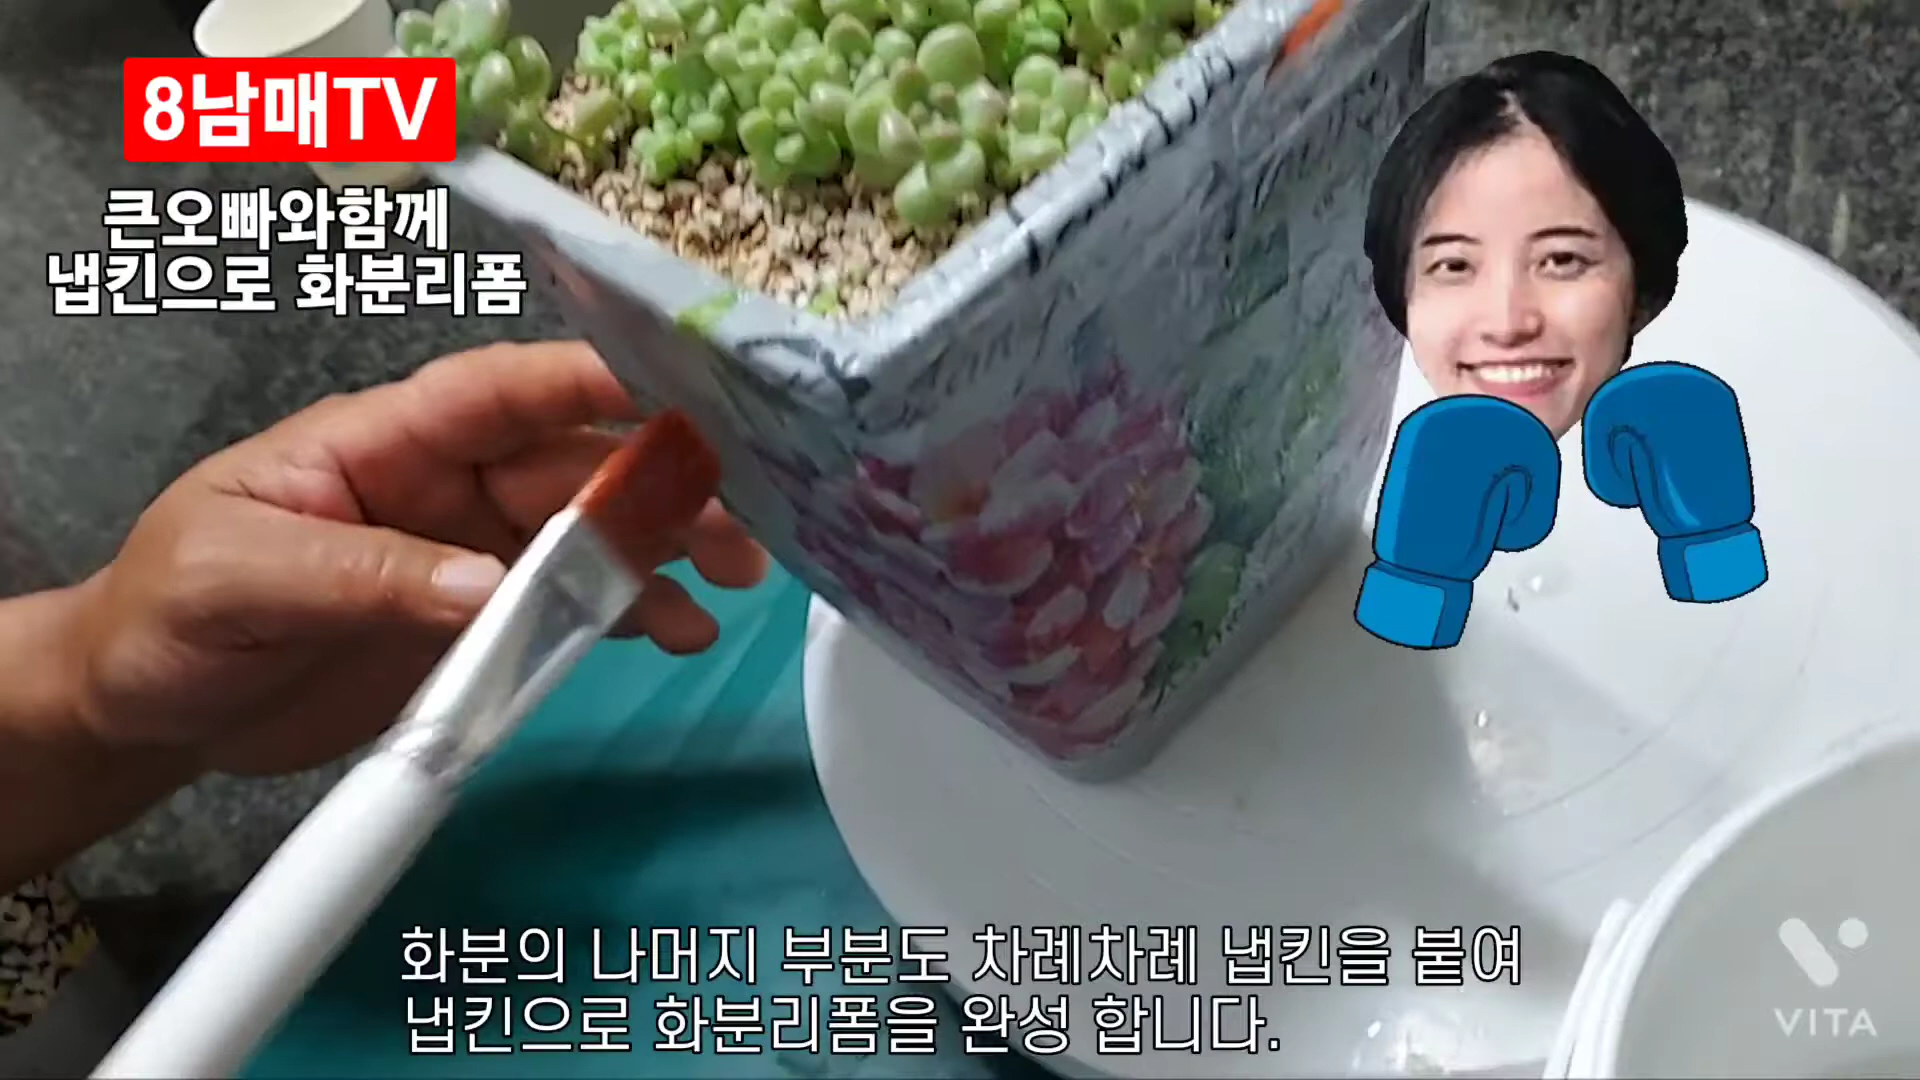 8남매TV
큰오빠와함께
냅킨으로 화분리폼
화분의 나머지 부분도 차례차례 냅킨을 붙여
냅킨으로 화분리폼을 완성 합니다.
VITA